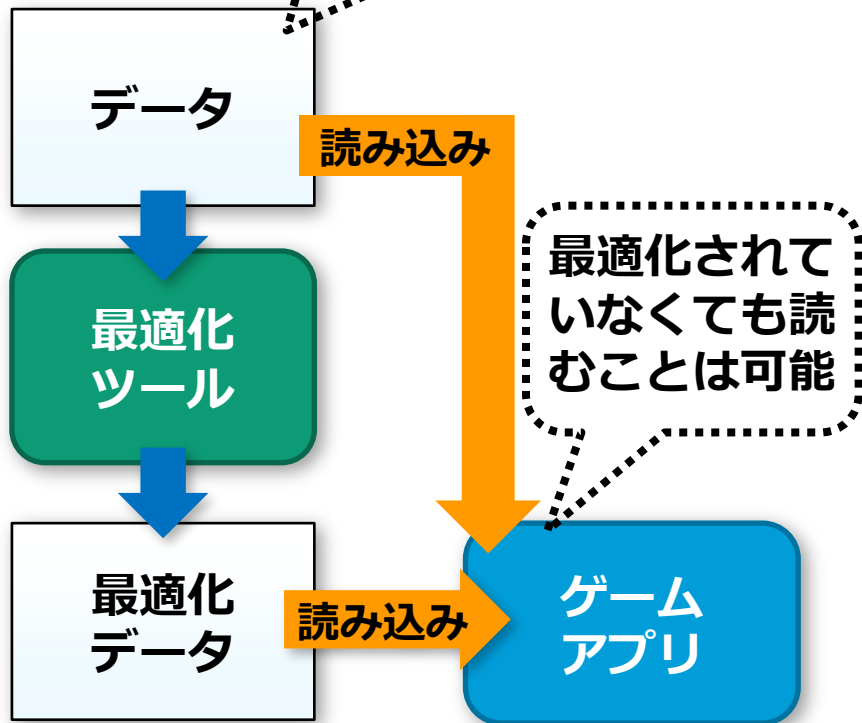 データ
読み込み
最適化されて
いなくても読
むことは可能
最適化
ツール
最適化
データ
読み込み
ゲーム
アプリ